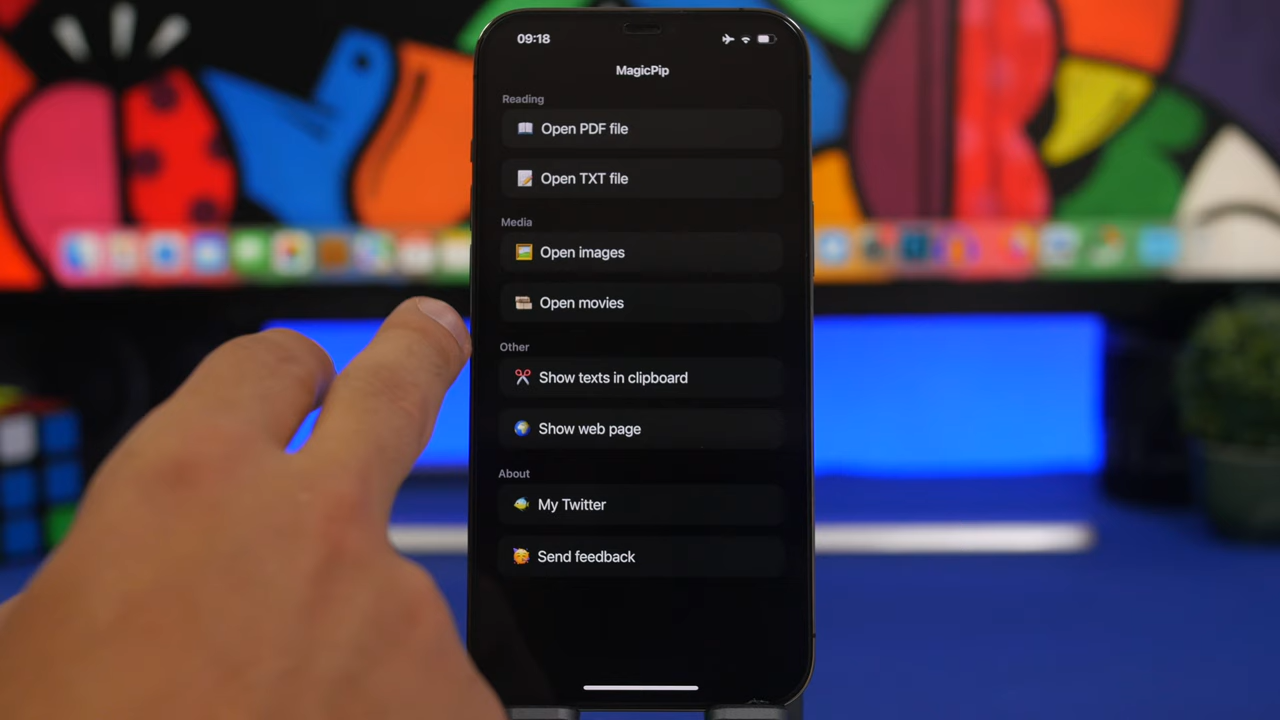 09:18
MagicPip
Reading
Open PDF file
Open TXT file
Media
Open images
Open movies
Other
Show texts in clipboard
Show web page
About
My Twitter
Send feedback